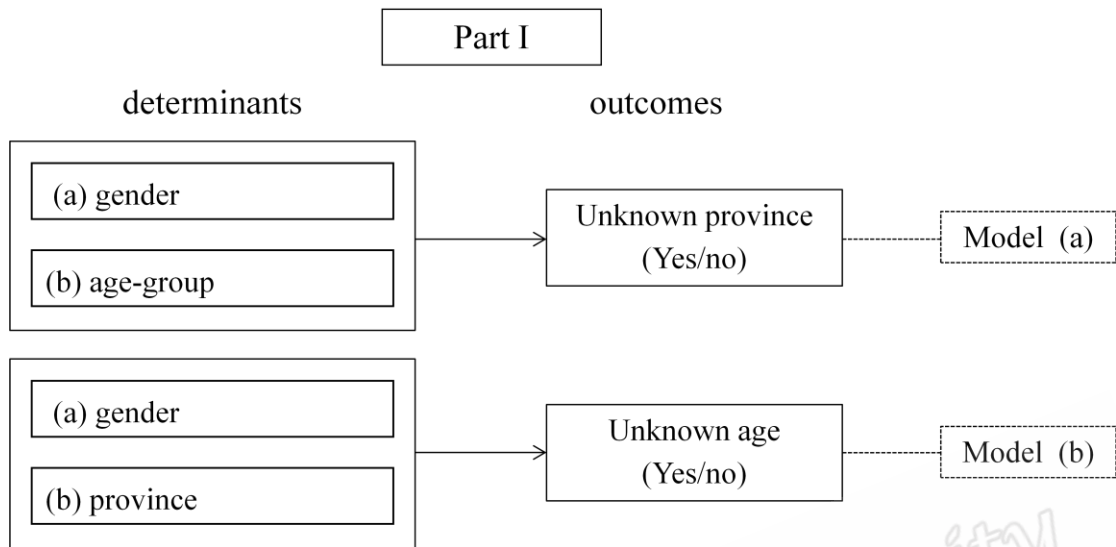 Part I
determinants
outcomes
(a) gender
(b) age-group
Unknown province
(Yes/no)
Model (a)
(a) gender
(b) province
Unknown age
(Yes/no)
Model (b)